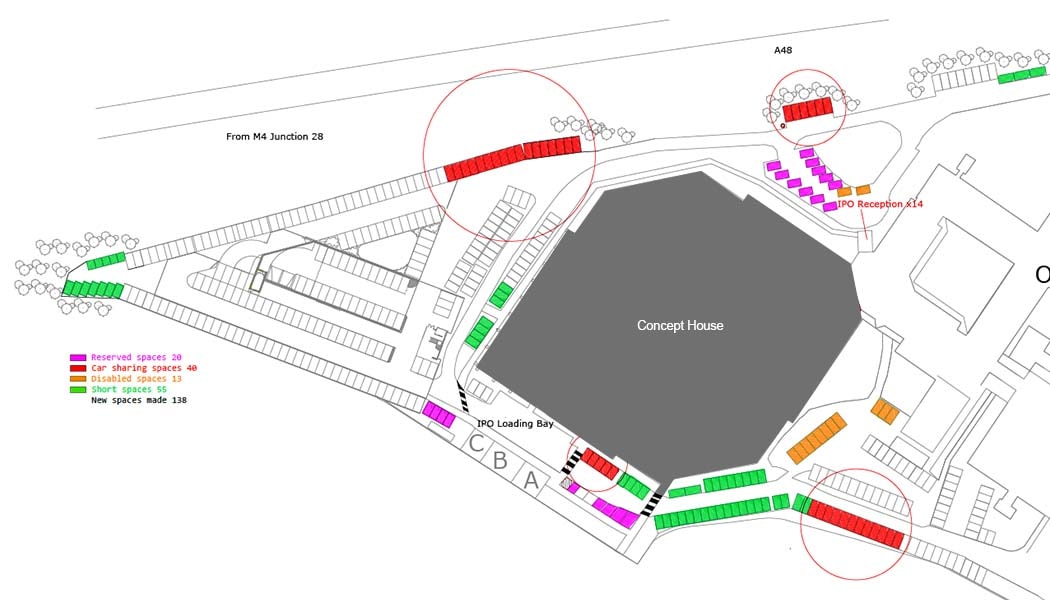 A48
From M4 Junction 28
IPO Reception x14
O
Concept House
Reserved spaces 20
Car sharing spaces 40
Disabled spaces 13
Short spaces 55
New spaces made 138
IPO Loading Bay
C
B
A